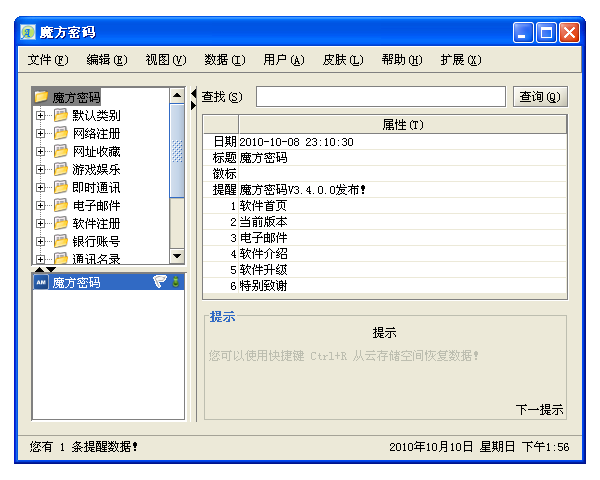 魔方密码
文件(F) 编辑(E) 视图(V) 数据(I) 用户(A) 皮肤(L) 帮助(H) 扩展(X)
魔方密码
默认类别
网络注册
网址收藏
游戏娱乐
即时通讯
电子邮件
软件注册
银行账号
通讯名录
AM 魔方密码
查找(S)
查询(Q)
属性(T)
日期 2010-10-08 23:10:30
标题 魔方密码
徽标
提醒 魔方密码V3.4.0.0发布!
1 软件首页
2 当前版本
3 电子邮件
4 软件介绍
5 软件升级
6 特别致谢
提示
提示
您可以使用快捷键 Ctrl+R 从云存储空间恢复数据!
下一提示
您有 1 条提醒数据!
2010年10月10日 星期日 下午1:56